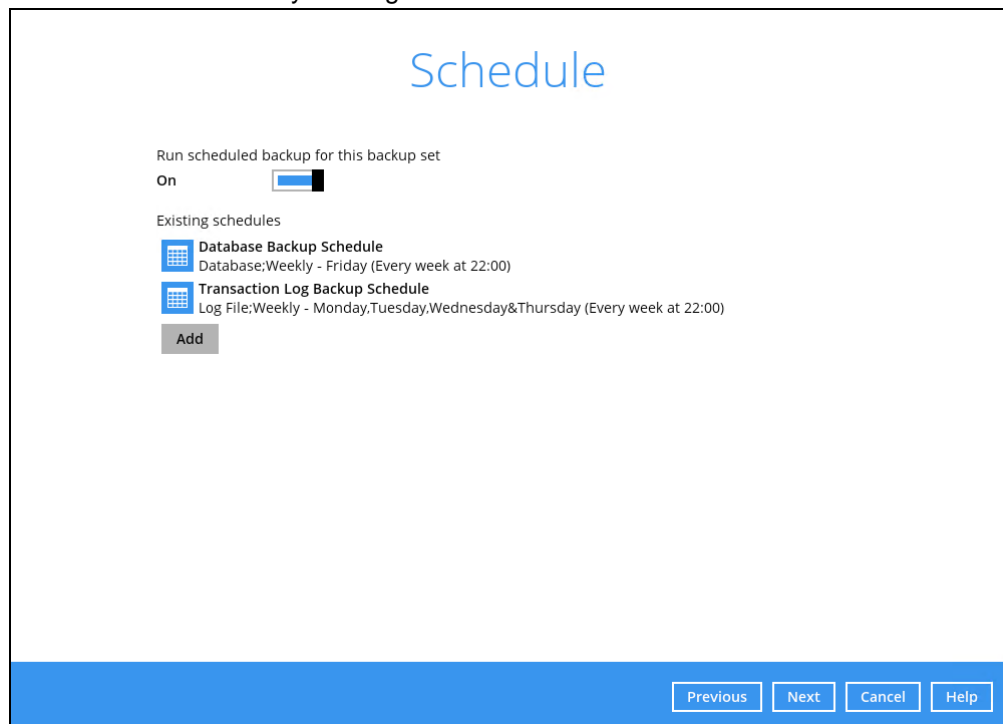 Schedule
Run scheduled backup for this backup set
On
Existing schedules
Database Backup Schedule
Database;Weekly - Friday (Every week at 22:00)
Transaction Log Backup Schedule
Log File;Weekly - Monday,Tuesday,Wednesday&Thursday (Every week at 22:00)
Add
Previous Next Cancel Help